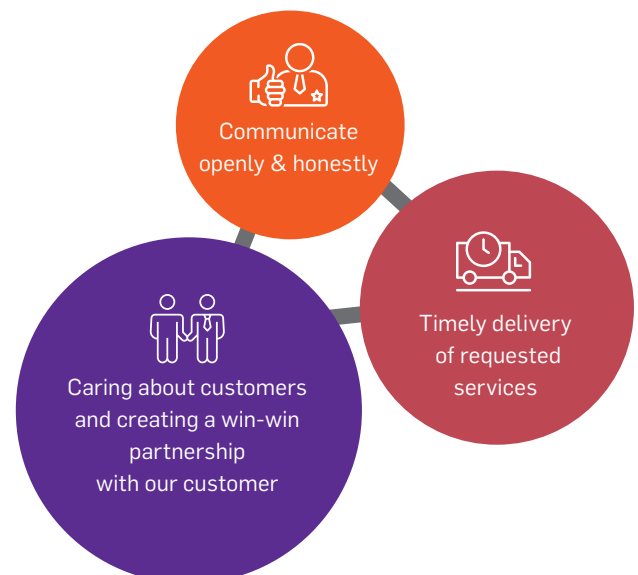 Communicate
openly & honestly
Timely delivery
of requested
services
Caring about customers
and creating a win-win
partnership
with our customer